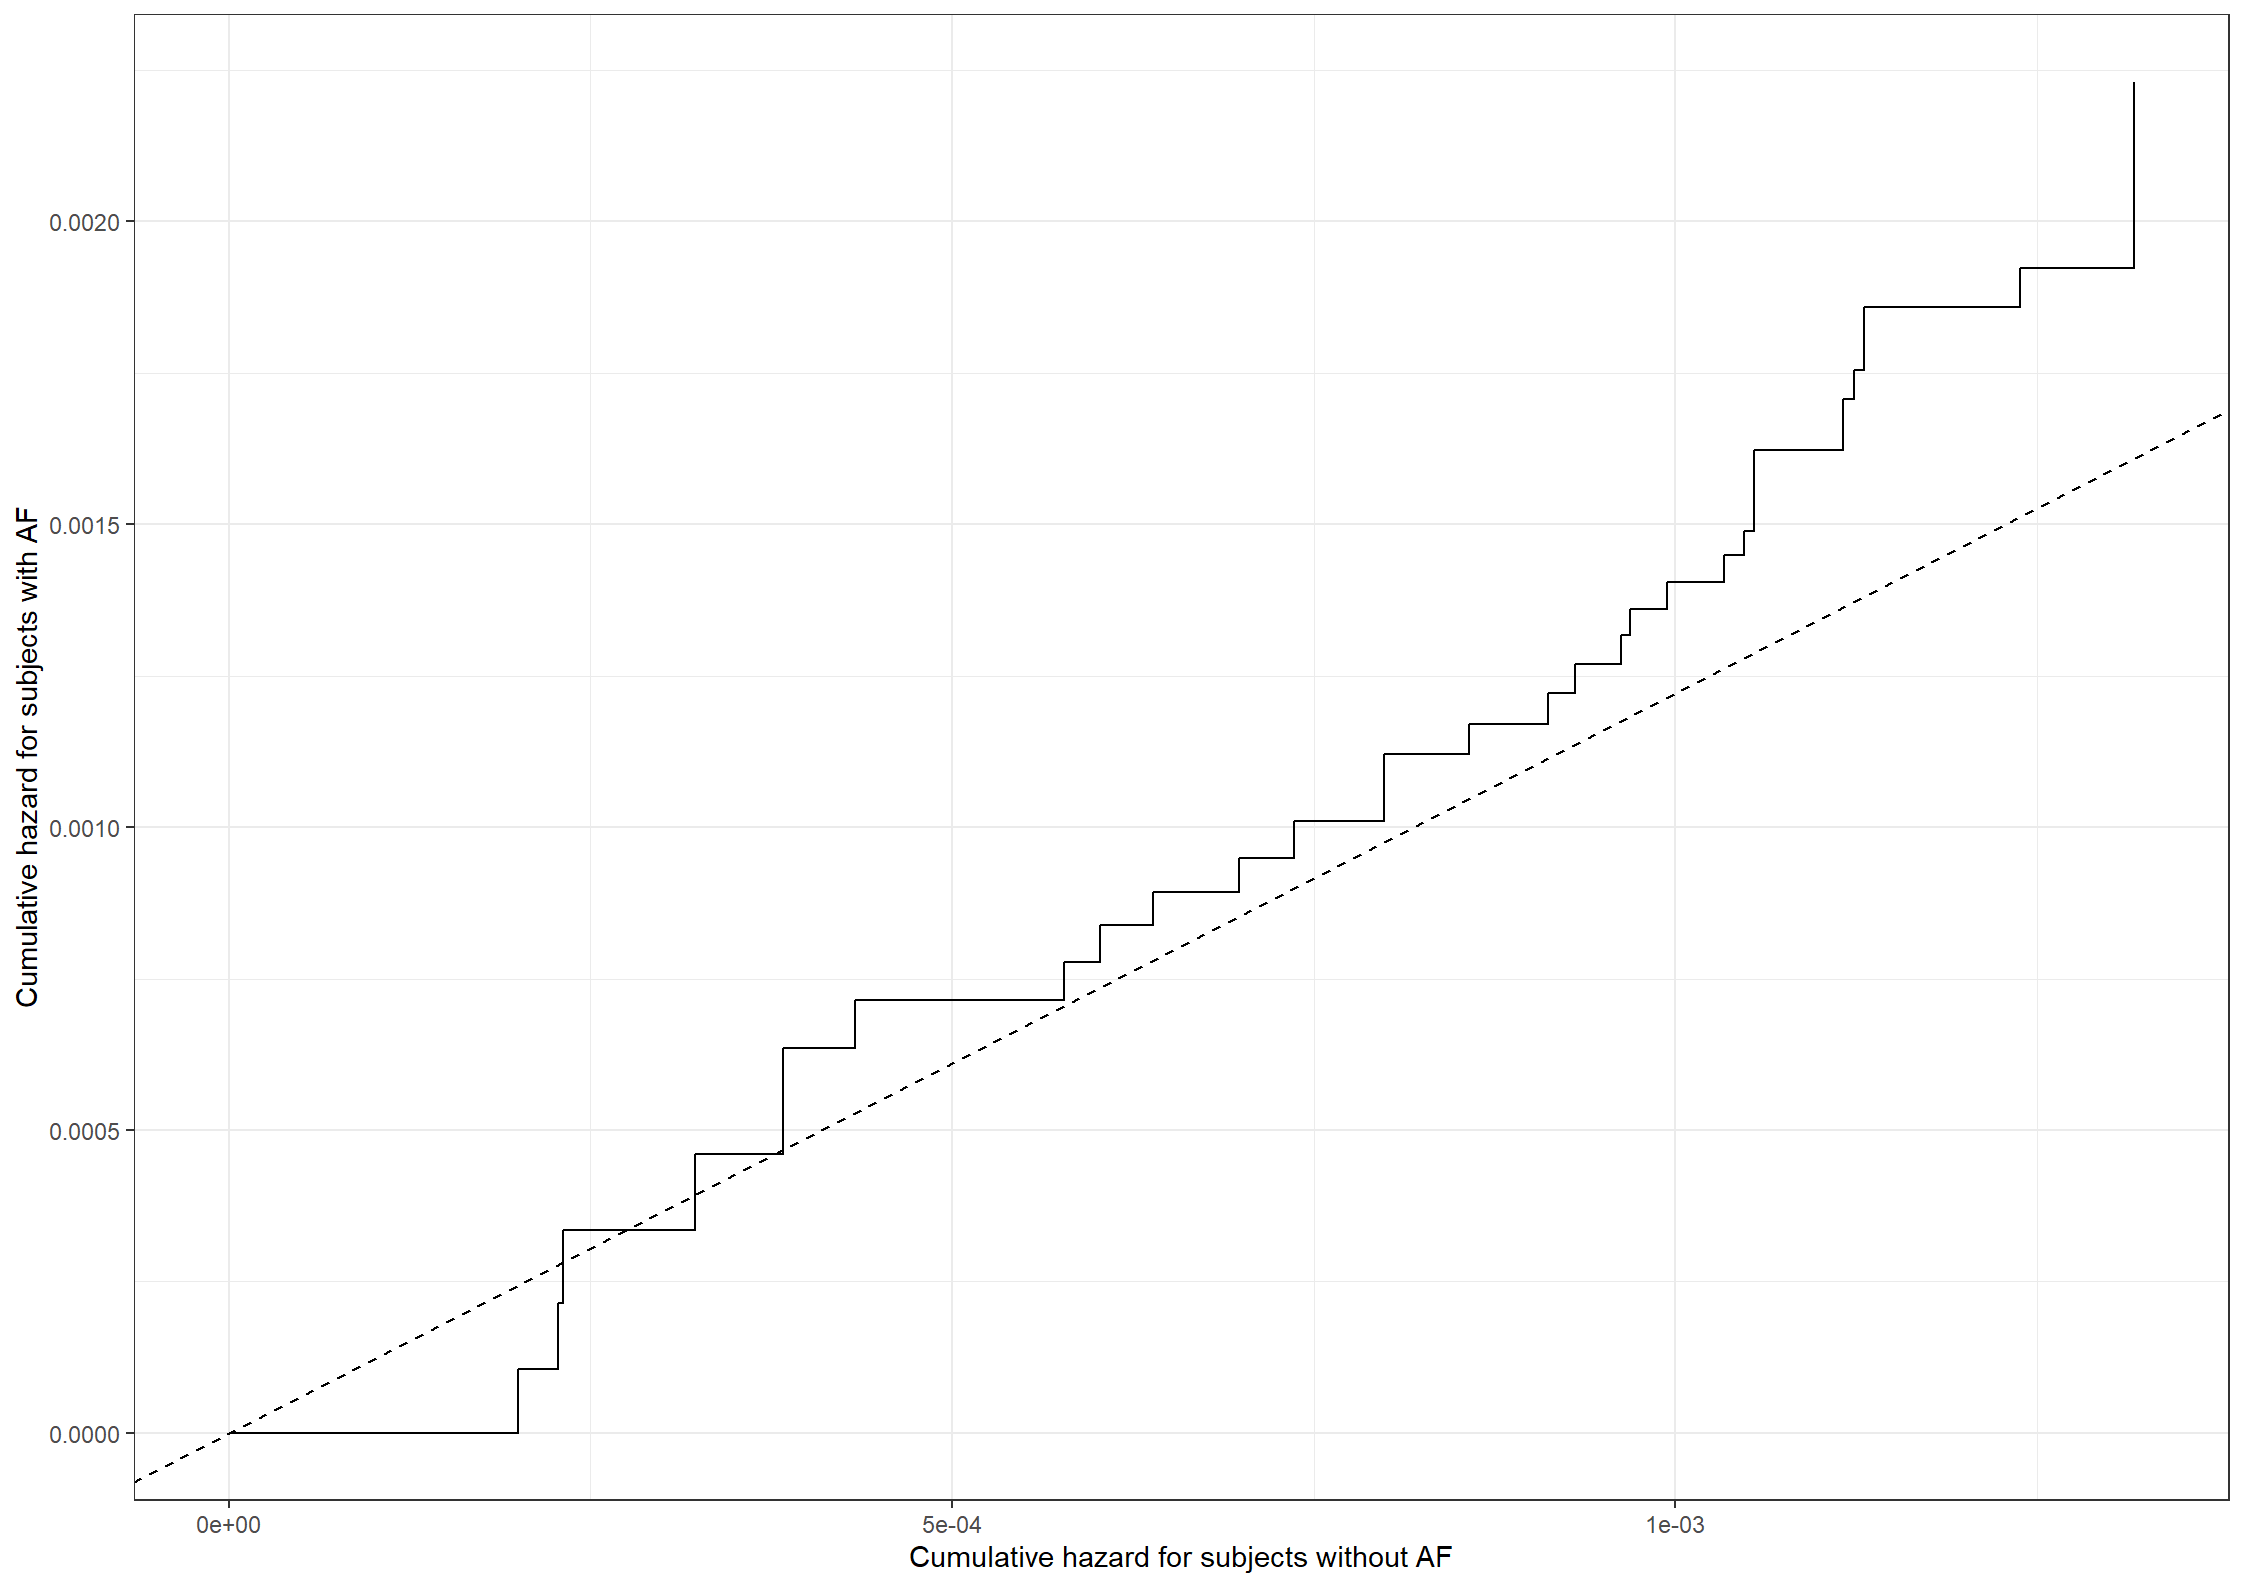 Cumulative hazard for subjects with AF
0.0020
0.0015
0.0010
0.0005
0.0000
0e+00
5e-04
1e-03
Cumulative hazard for subjects without AF